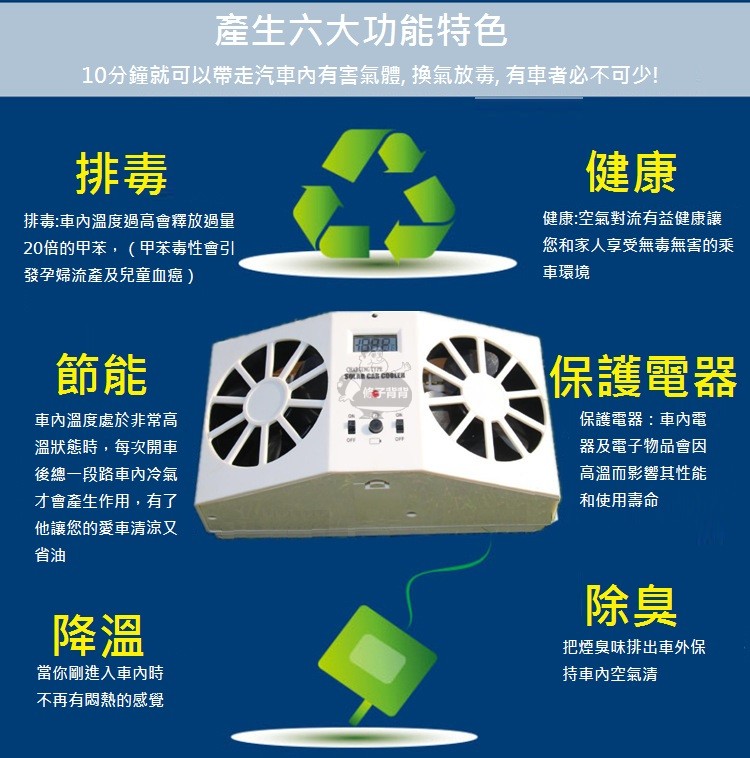 產生六大功能特色
10分鐘就可以帶走汽車內有害氣體, 換氣放毒, 有車者必不可少!
排毒
排毒:車內溫度過高會釋放過量
20倍的甲苯，（甲苯毒性會引
發孕婦流產及兒童血癌）
健康
健康:空氣對流有益健康讓
您和家人享受無毒無害的乘
車環境
節能
車內溫度處於非常高
溫狀態時，每次開車
後總一段路車內冷氣
才會產生作用，有了
他讓您的愛車清涼又
省油
SOLAR CAR COOLER
修
背背
ON
ON
OFF
OFF
保護電器
保護電器：車內電
器及電子物品會因
高溫而影響其性能
和使用壽命
降溫
當你剛進入車內時
不再有悶熱的感覺
除臭
把煙臭味排出車外保
持車內空氣清